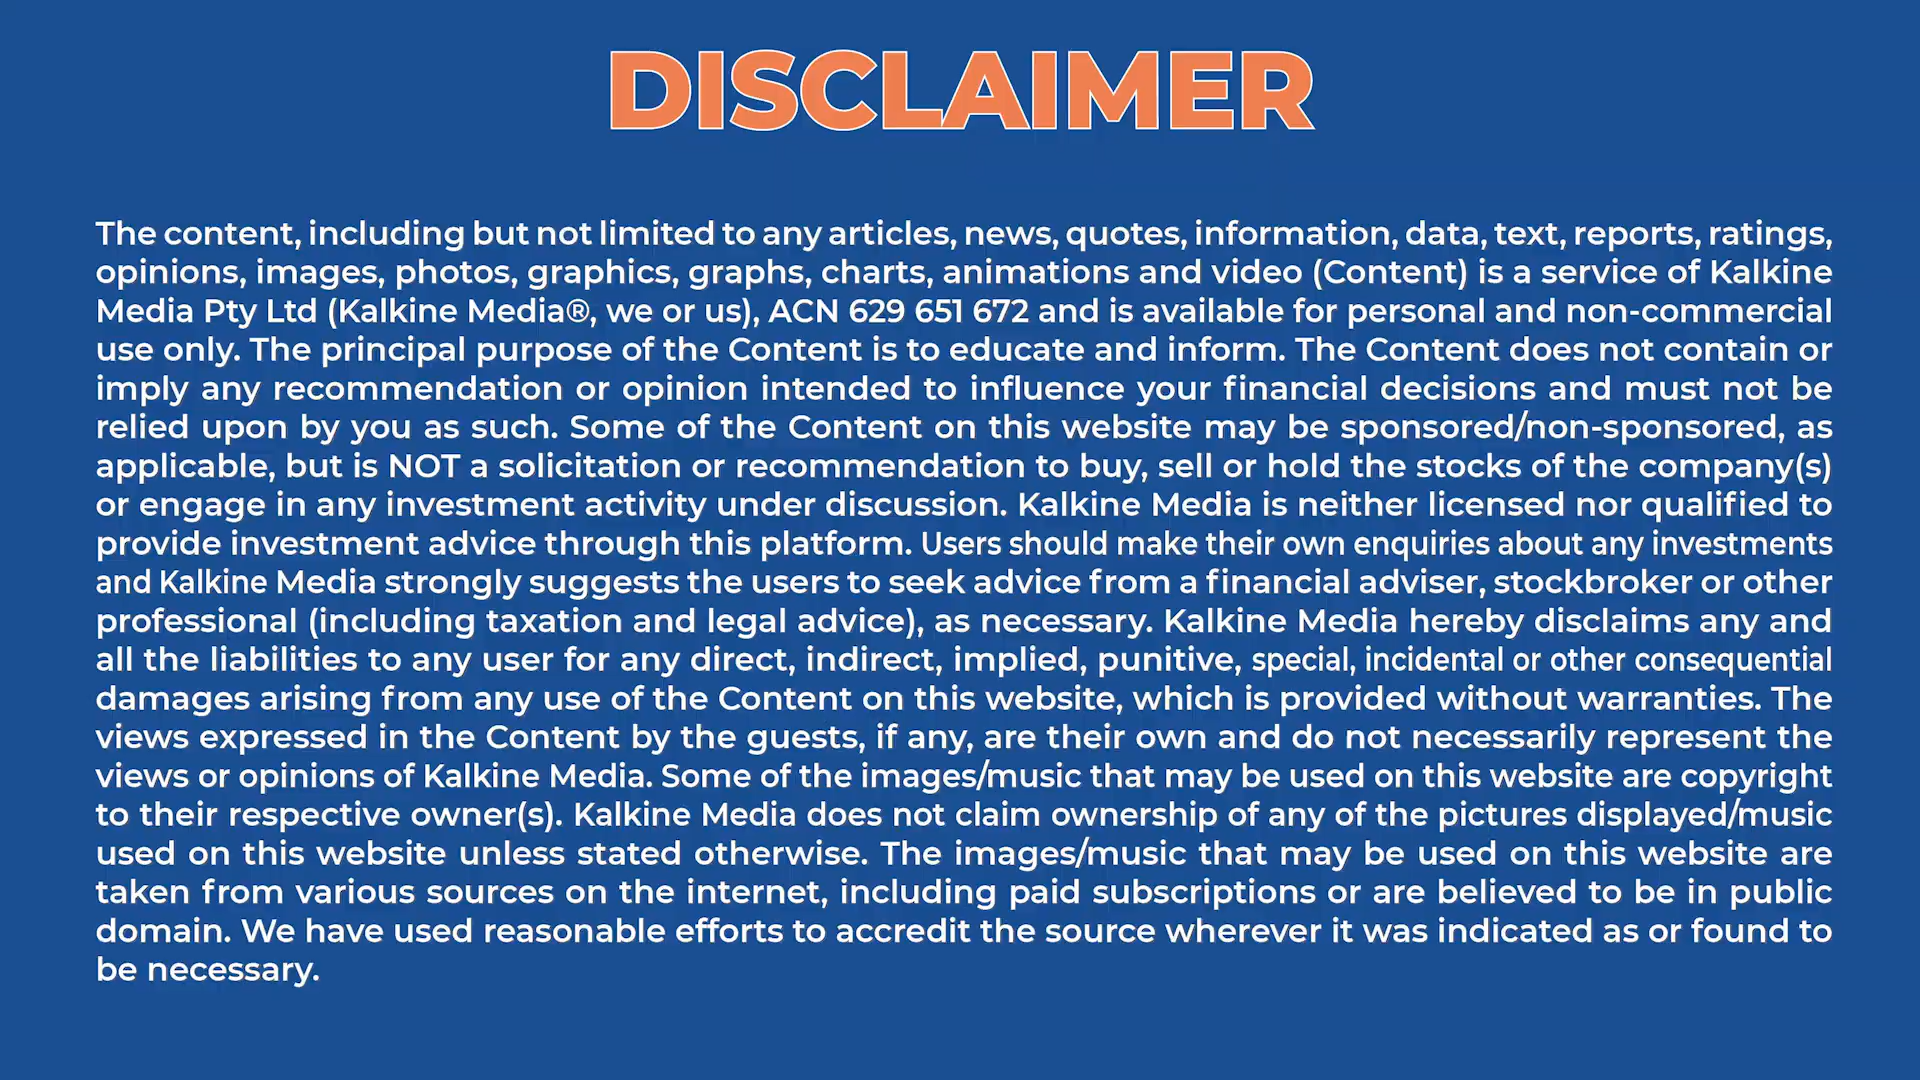 DISCLAIMER
The content, including but not limited to any articles, news, quotes, information, data, text, reports, ratings,
opinions, images, photos, graphics, graphs, charts, animations and video (Content) is a service of Kalkine
Media Pty Ltd (Kalkine Media®, we or us), ACN 629 651 672 and is available for personal and non-commercial
use only. The principal purpose of the Content is to educate and inform. The Content does not contain or
imply any recommendation or opinion intended to influence your financial decisions and must not be
relied upon by you as such. Some of the Content on this website may be sponsored/non-sponsored, as
applicable, but is NOT a solicitation or recommendation to buy, sell or hold the stocks of the company(s)
or engage in any investment activity under discussion. Kalkine Media is neither licensed nor qualified to
provide investment advice through this platform. Users should make their own enquiries about any investments
and Kalkine Media strongly suggests the users to seek advice from a financial adviser, stockbroker or other
professional (including taxation and legal advice), as necessary. Kalkine Media hereby disclaims any and
all the liabilities to any user for any direct, indirect, implied, punitive, special, incidental or other consequential
damages arising from any use of the Content on this website, which is provided without warranties. The
views expressed in the Content by the guests, if any, are their own and do not necessarily represent the
views or opinions of Kalkine Media. Some of the images/music that may be used on this website are copyright
to their respective owner(s). Kalkine Media does not claim ownership of any of the pictures displayed/music
used on this website unless stated otherwise. The images/music that may be used on this website are
taken from various sources on the internet, including paid subscriptions or are believed to be in public
domain. We have used reasonable efforts to accredit the source wherever it was indicated as or found to
be necessary.